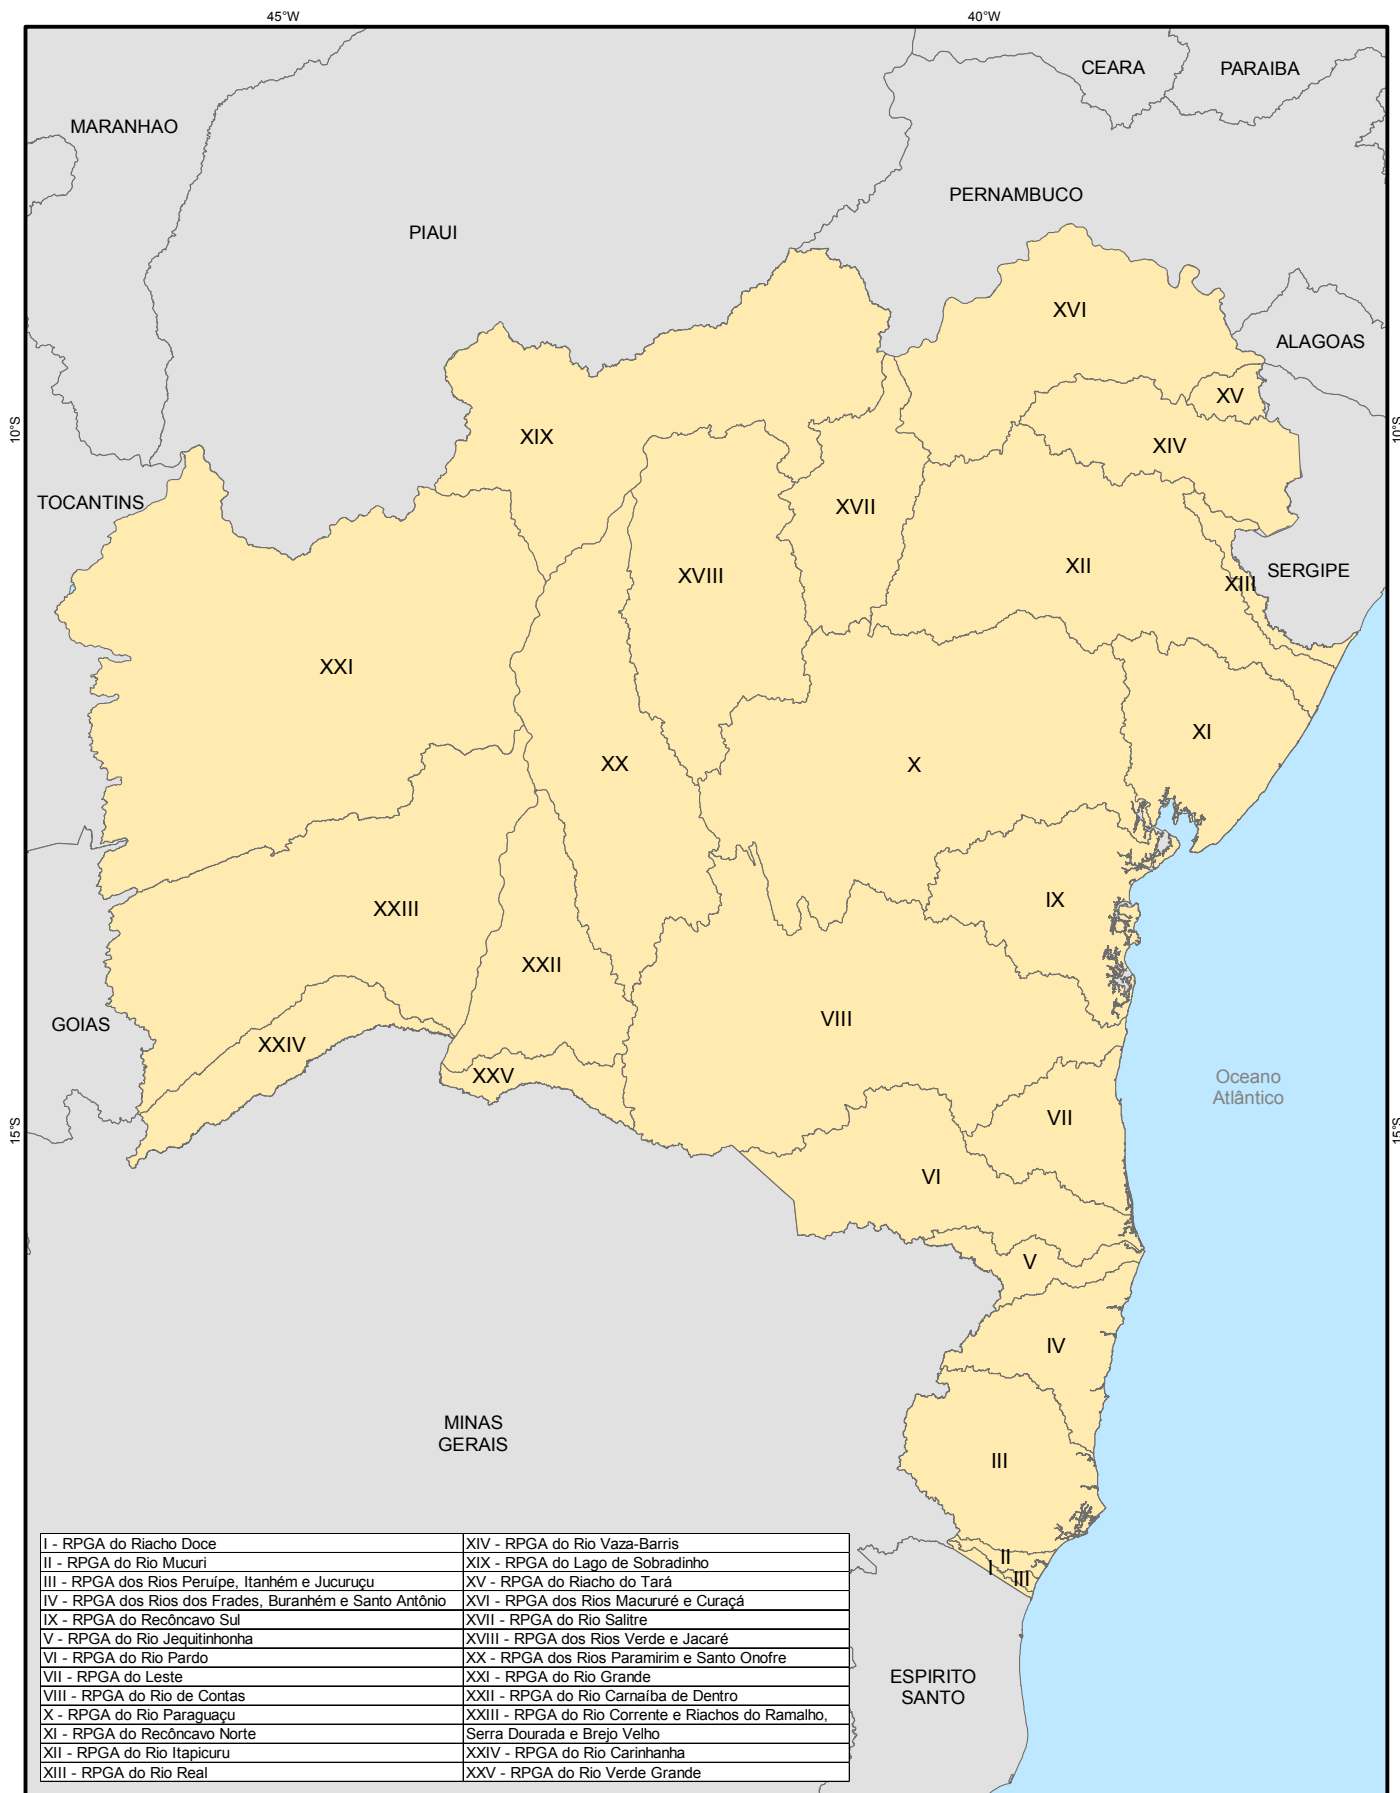 45°W
40°W
CEARA
PARAIBA
MARANHAO
PERNAMBUCO
PIAUI
XVI
ALAGOAS
XV
10°S
10°S
XIX
XIV
TOCANTINS
XVII
XII
SERGIPE
XVIII
XIII
XXI
XI
XX
X
IX
XXIII
XXII
VIII
GOIAS
XXIV
XXV
Oceano
Atlântico
VII
15°S
15°S
VI
V
IV
MINAS
GERAIS
III
II
I
III
ESPIRITO
SANTO
I - RPGA do Riacho Doce
II - RPGA do Rio Mucuri
III - RPGA dos Rios Peruípe, Itanhém e Jucuruçu
IV - RPGA dos Rios dos Frades, Buranhém e Santo Antônio
IX - RPGA do Recôncavo Sul
V - RPGA do Rio Jequitinhonha
VI - RPGA do Rio Pardo
VII - RPGA do Leste
VIII - RPGA do Rio de Contas
X - RPGA do Rio Paraguaçu
XI - RPGA do Recôncavo Norte
XII - RPGA do Rio Itapicuru
XIII - RPGA do Rio Real
XIV - RPGA do Rio Vaza-Barris
XIX - RPGA do Lago de Sobradinho
XV - RPGA do Riacho do Tará
XVI - RPGA dos Rios Macururé e Curaçá
XVII - RPGA do Rio Salitre
XVIII - RPGA dos Rios Verde e Jacaré
XX - RPGA dos Rios Paramirim e Santo Onofre
XXI - RPGA do Rio Grande
XXII - RPGA do Rio Carnaíba de Dentro
XXIII - RPGA do Rio Corrente e Riachos do Ramalho,
Serra Dourada e Brejo Velho
XXIV - RPGA do Rio Carinhanha
XXV - RPGA do Rio Verde Grande